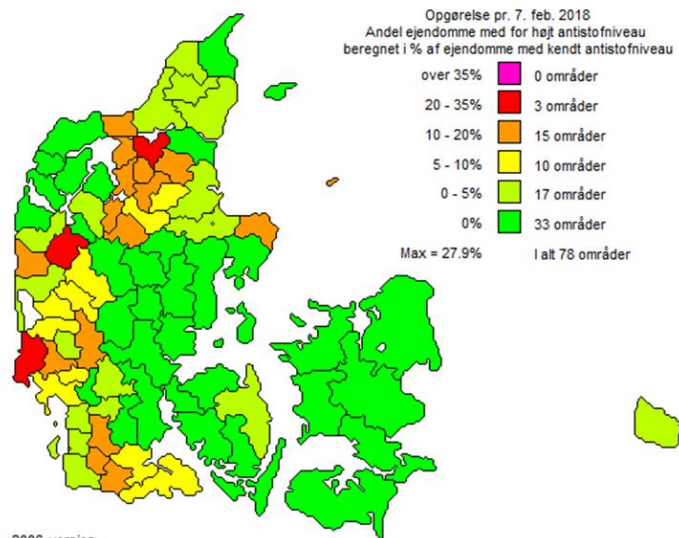 Opgørelse pr. 7. feb. 2018
Andel ejendomme med for højt antistofniveau
beregnet i % af ejendomme med kendt antistofniveau
over 35% 0 områder
20 - 35% 3 områder
10 - 20% 15 områder
5 - 10% 10 områder
0 - 5% 17 områder
0% 33 områder
Max = 27.9% I alt 78 områder